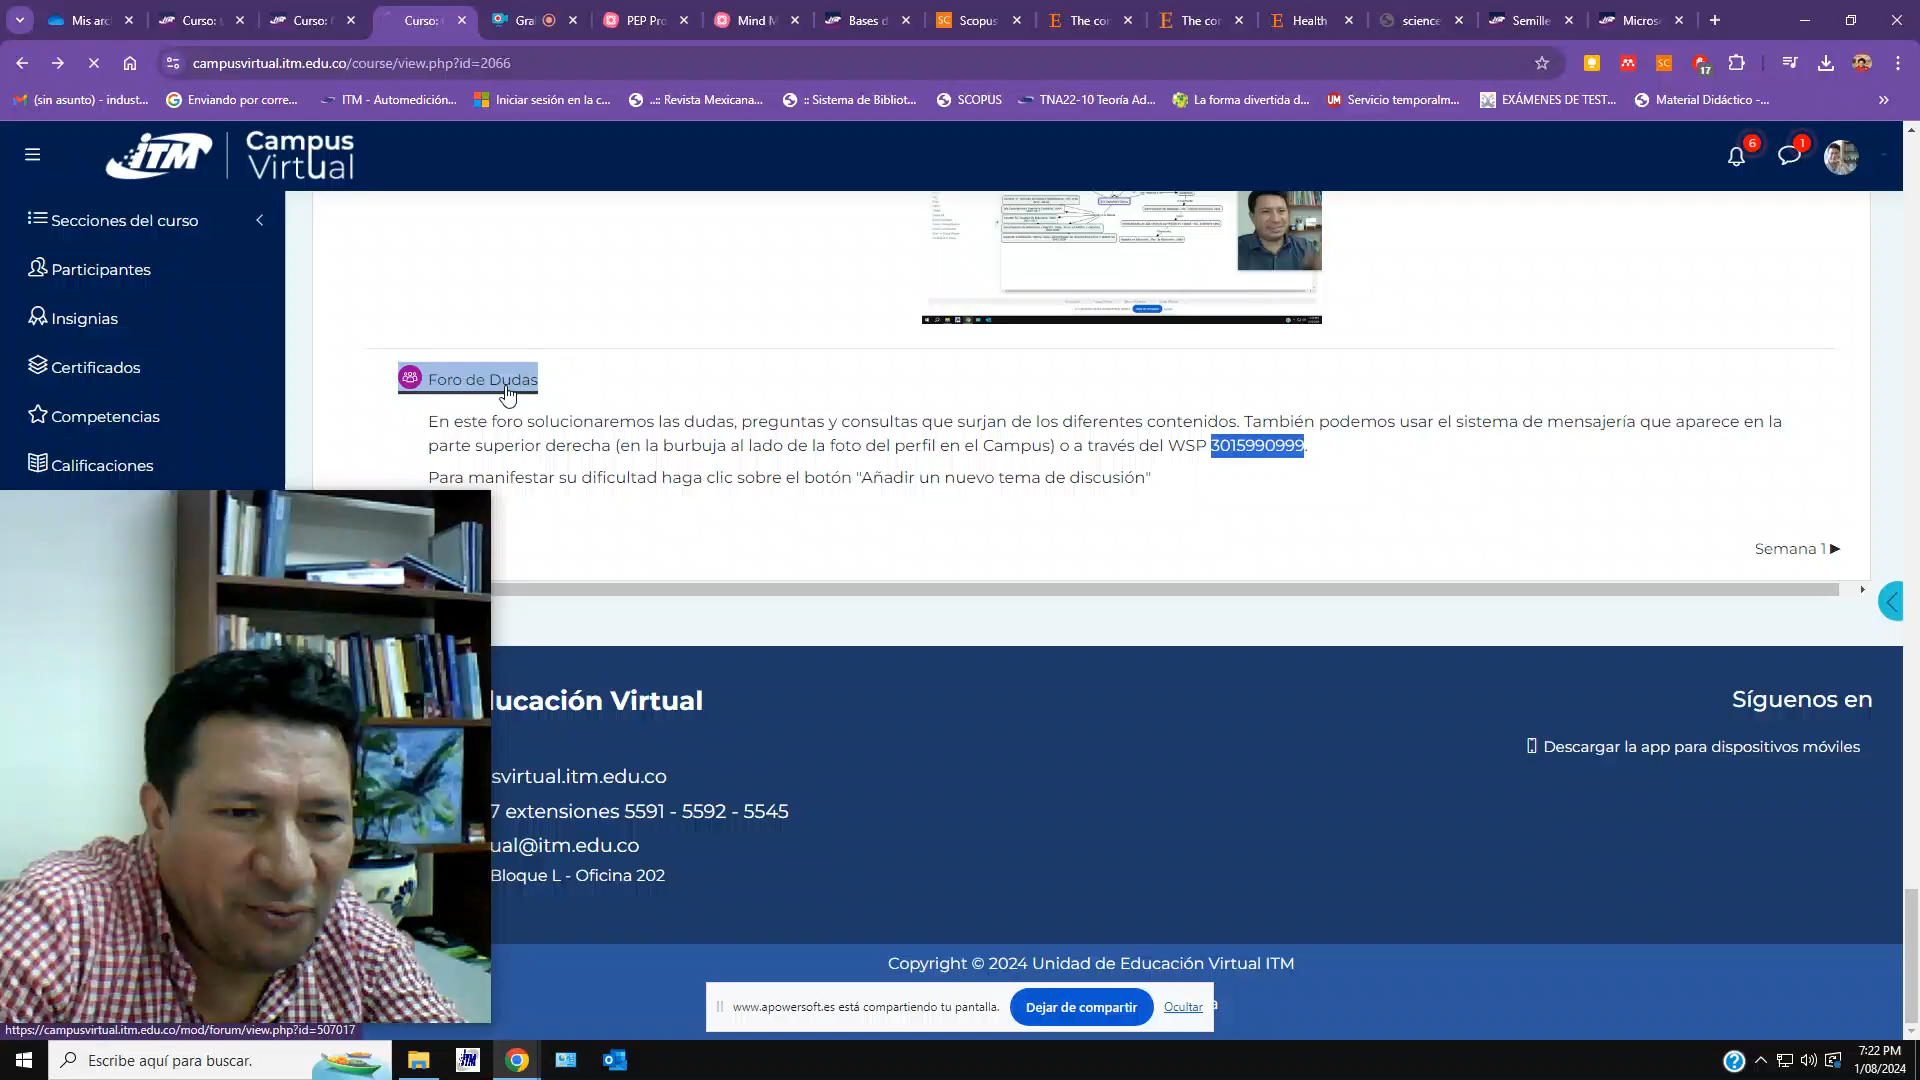 Mis arc
Curso:
Curso:
Curso:
Gral
PEP Pro
Mind M
Bases d
Scopus
The cor
The cor
Health
science
Semille
Micros
campusvirtual.itm.edu.co/course/view.php?id=2066
17
(sin asunto) - indust...
Enviando por corre...
ITM - Automedición...
Iniciar sesión en la c...
..:: Revista Mexicana...
:: Sistema de Bibliot...
SCOPUS
TNA22-10 Teoría Ad...
La forma divertida d...
Servicio temporalm...
EXÁMENES DE TEST...
Material Didáctico -...
iTM
Campus
Virtual
6
1
Secciones del curso
Participantes
Insignias
Certificados
Competencias
Calificaciones
Foro de Dudas
En este foro solucionaremos las dudas, preguntas y consultas que surjan de los diferentes contenidos. También podemos usar el sistema de mensajería que aparece en la
parte superior derecha (en la burbuja al lado de la foto del perfil en el Campus) o a través del WSP 3015990999.
Para manifestar su dificultad haga clic sobre el botón "Añadir un nuevo tema de discusión"
Semana 1
ducación Virtual
Síguenos en
Descargar la app para dispositivos móviles
svirtual.itm.edu.co
7 extensiones 5591 - 5592 - 5545
ual@itm.edu.co
Bloque L - Oficina 202
Copyright © 2024 Unidad de Educación Virtual ITM
www.apowersoft.es está compartiendo tu pantalla.
Dejar de compartir
Ocultar
https://campusvirtual.itm.edu.co/mod/forum/view.php?id=507017
Escribe aquí para buscar.
7:22 PM
1/08/2024